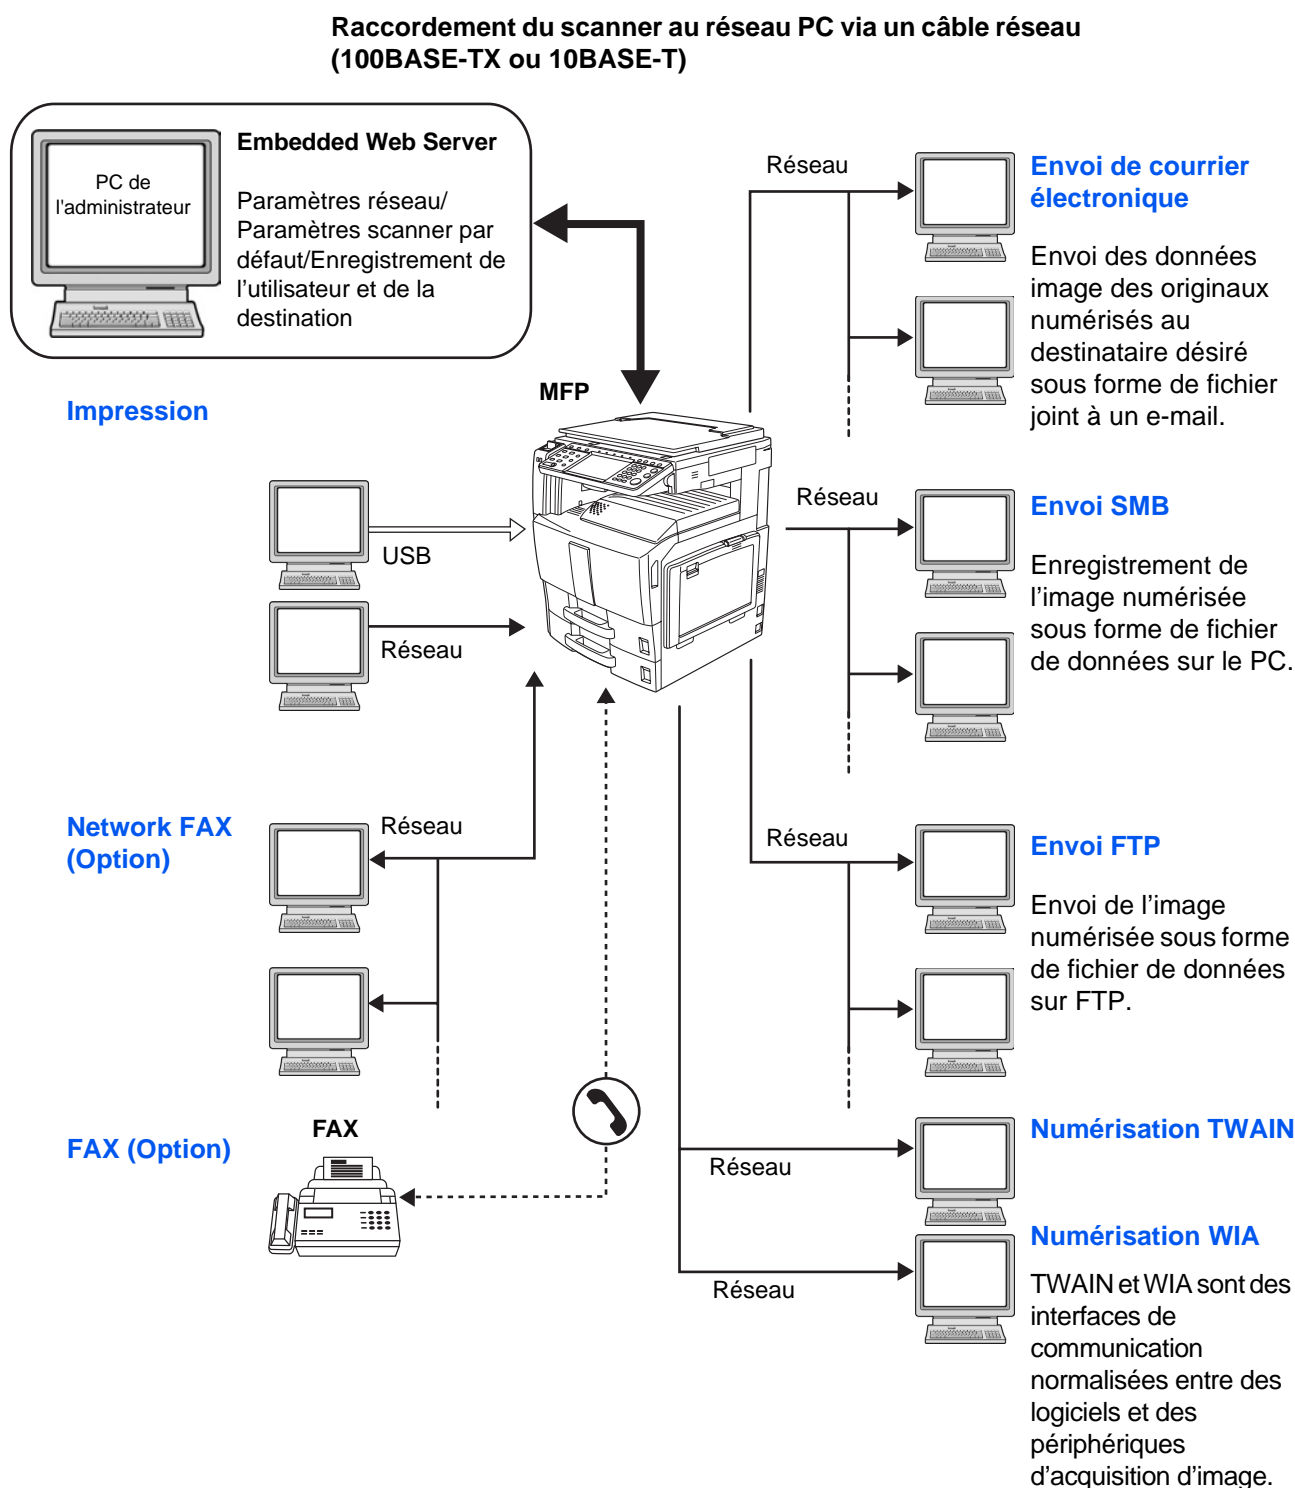 Raccordement du scanner au réseau PC via un câble réseau
(100BASE-TX ou 10BASE-T)
PC de
l'administrateur
Embedded Web Server
Paramètres réseau/
Paramètres scanner par
défaut/Enregistrement de
l’utilisateur et de la
destination
Réseau
Envoi de courrier
électronique
Envoi des données
image des originaux
numérisés au
destinataire désiré
sous forme de fichier
joint à un e-mail.
MFP
Impression
USB
Réseau
Réseau
Envoi SMB
Enregistrement de
l’image numérisée
sous forme de fichier
de données sur le PC.
Network FAX
(Option)
Réseau
Réseau
Envoi FTP
Envoi de l’image
numérisée sous forme
de fichier de données
sur FTP.
FAX (Option)
FAX
Réseau
Numérisation TWAIN
Réseau
Numérisation WIA
TWAIN et WIA sont des
interfaces de
communication
normalisées entre des
logiciels et des
périphériques
d’acquisition d’image.